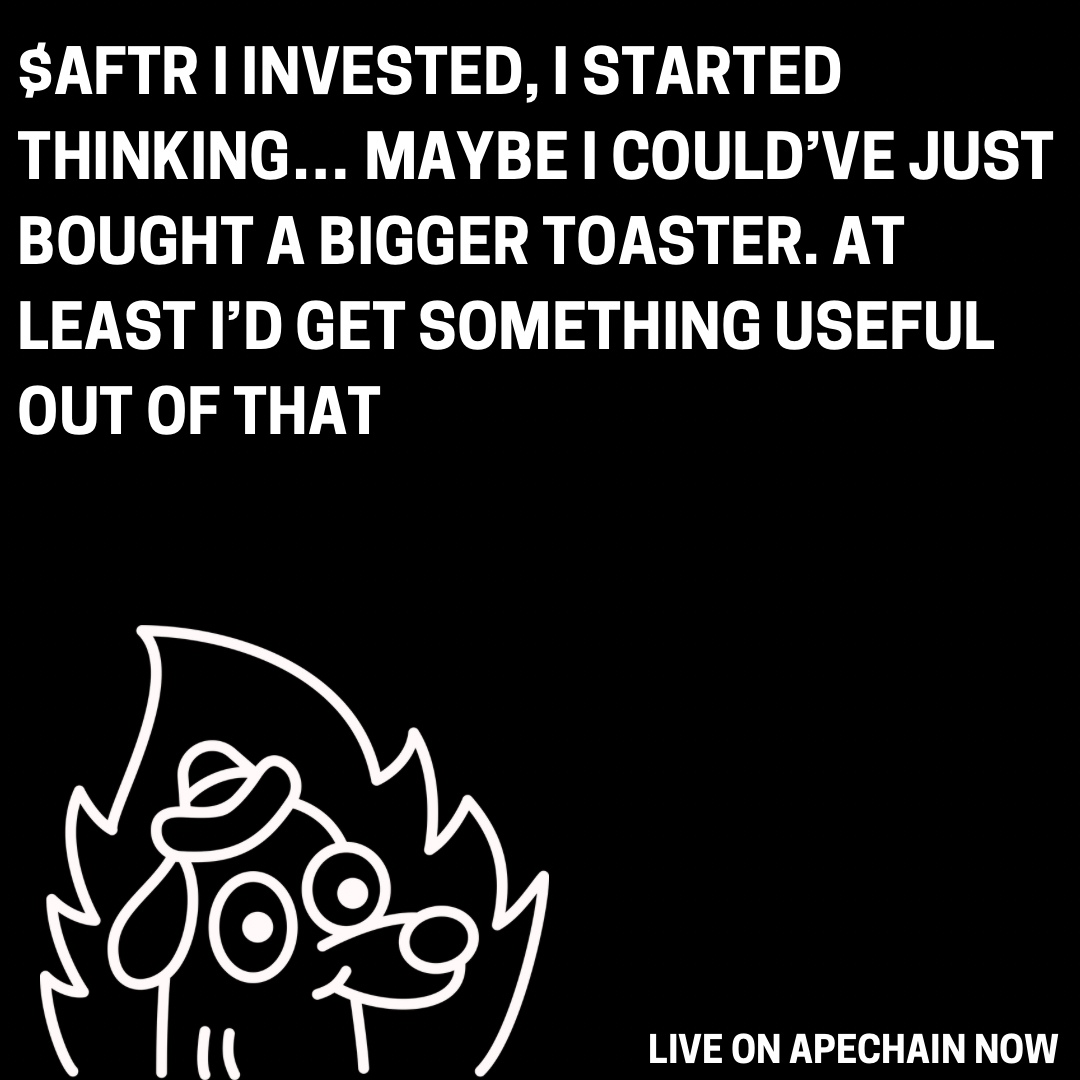 $AFTR I INVESTED, I STARTED
THINKING... MAYBE I COULD’VE JUST
BOUGHT A BIGGER TOASTER. AT
LEAST I’D GET SOMETHING USEFUL
OUT OF THAT
LIVE ON APECHAIN NOW